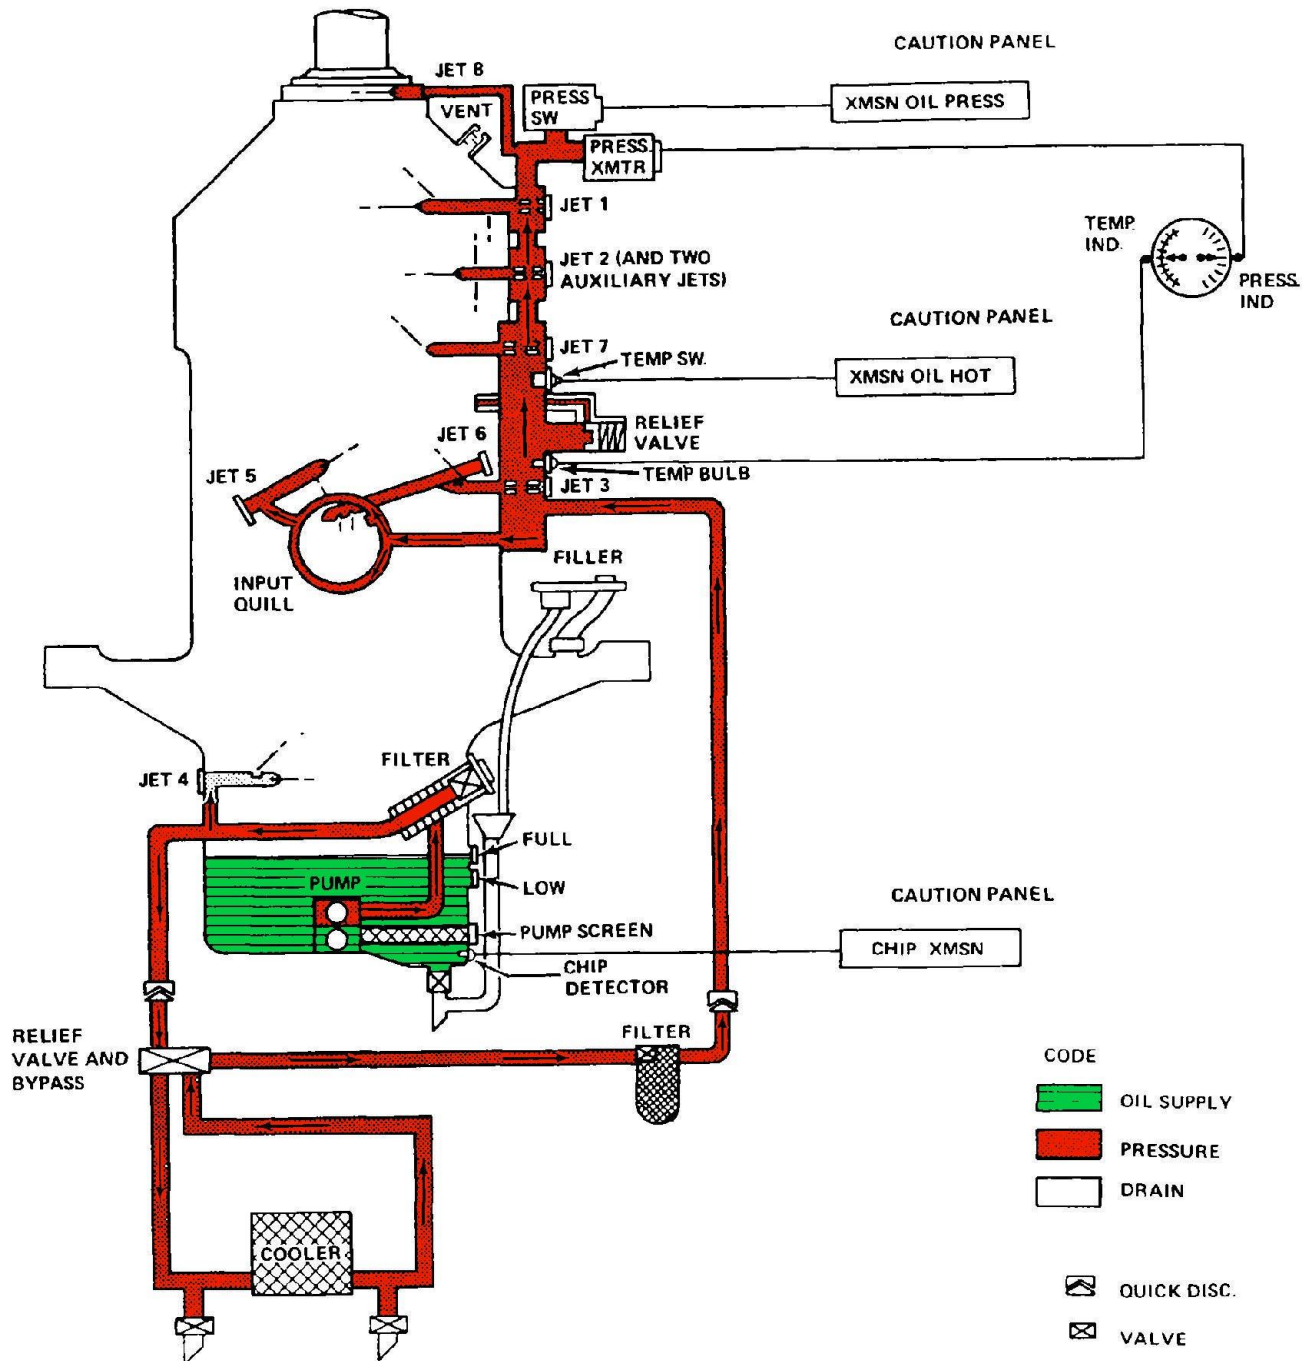 CAUTION PANEL
JET 8
PRESS
SW
XMSN OIL PRESS
VENT
PRESS
XMTR
JET 1
TEMP.
IND.
JET 2 (AND TWO
AUXILIARY JETS)
PRESS.
IND
CAUTION PANEL
JET 7
TEMP SW.
XMSN OIL HOT
RELIEF
VALVE
JET 6
JET 5
TEMP BULB
JET 3
FILLER
INPUT
QUILL
FILTER
JET 4
FULL
PUMP
LOW
CAUTION PANEL
PUMP SCREEN
CHIP XMSN
CHIP
DETECTOR
RELIEF
VALVE AND
BYPASS
FILTER
CODE
OIL SUPPLY
PRESSURE
DRAIN
COOLER
QUICK DISC.
VALVE